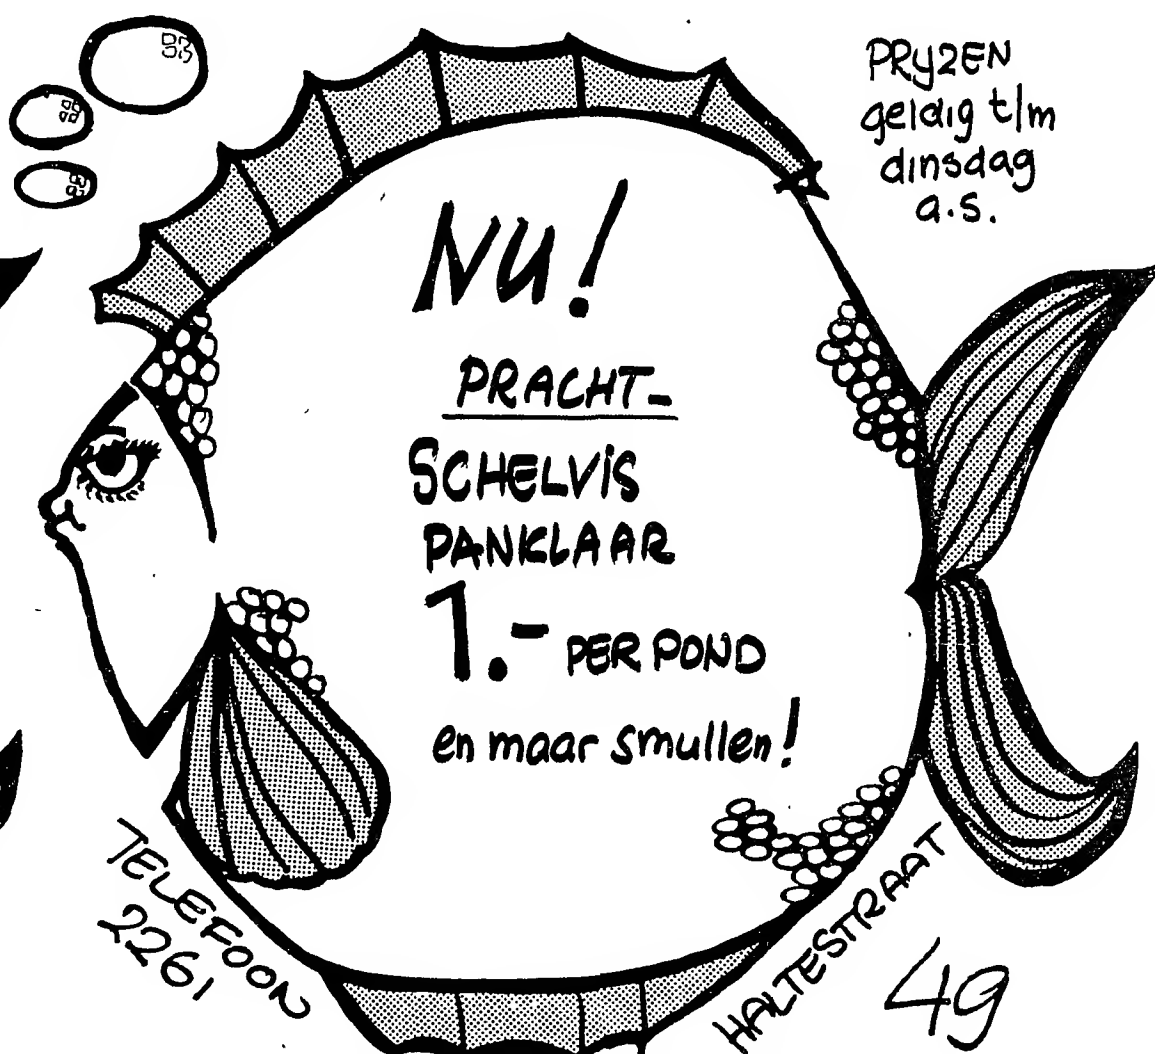 PRYZEN
geldig t/m
dinsdag
a.s.
NU!
PRACHT-
SCHELVIS
PANKLAAR
1.- PER POND
en maar smullen!
TELEFOON
2261
HALTESTRAAT
49